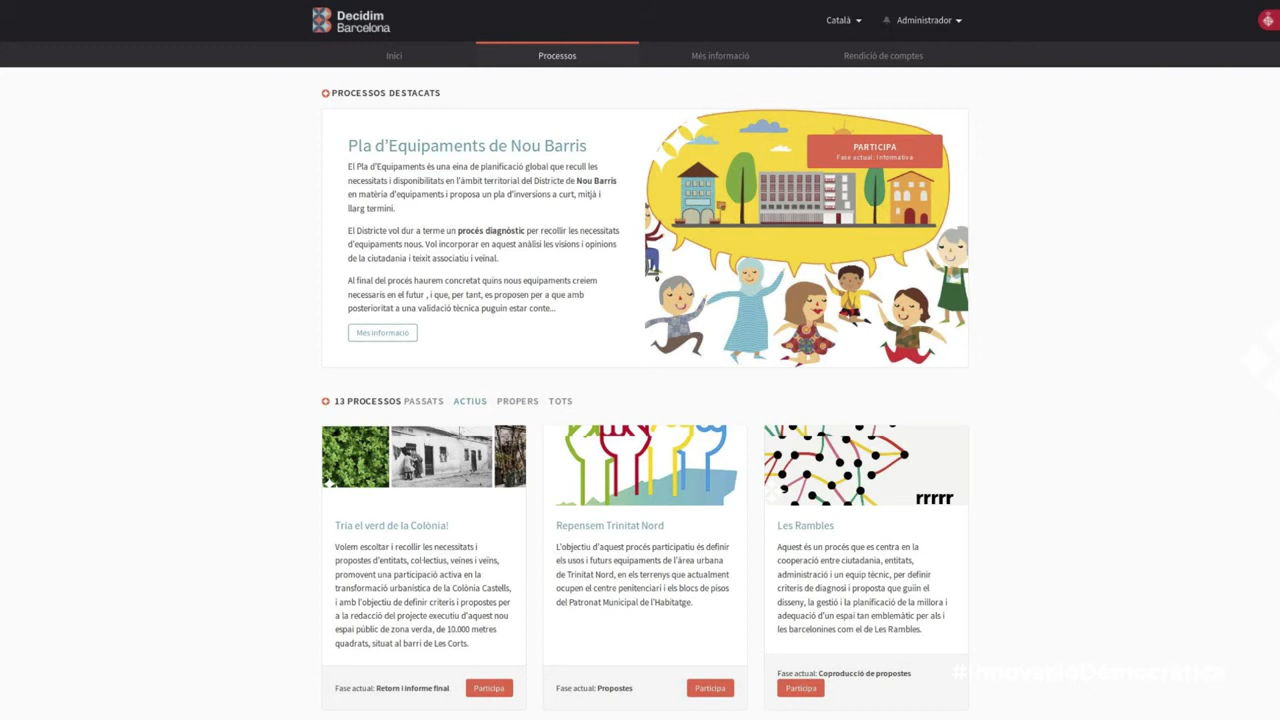 Decidim
Barcelona
Català
Administrador
Inici
Processos
Més informació
Rendició de comptes
PROCESSOS DESTACATS
Pla d'Equipaments de Nou Barris
El Pla d'Equipaments és una eina de planificació global que recull les
necessitats i disponibilitats en l'àmbit territorial del Districte de Nou Barris
en matèria d'equipaments i proposa un pla d'inversions a curt, mitjà i
llarg termini.
El Districte vol dur a terme un procés diagnòstic per recollir les necessitats
d'equipaments nous. Vol incorporar en aquest anàlisi les visions i opinions
de la ciutadania i teixit associatiu i veïnal.
Al final del procés haurem concretat quins nous equipaments creiem
necessaris en el futur , i que, per tant, es proposen per a que amb
posterioritat a una validació tècnica puguin estar conte...
Més informació
PARTICIPA
Fase actual: Informativa
13 PROCESSOS PASSATS ACTIUS PROPERS TOTS
Tria el verd de la Colònia!
Volem escoltar i recollir les necessitats i
propostes d'entitats, col·lectius, veïnes i veïns,
promovent una participació activa en la
transformació urbanística de la Colònia Castells,
i amb l'objectiu de definir criteris i propostes per
a la redacció del projecte executiu d'aquest nou
espai públic de zona verda, de 10.000 metres
quadrats, situat al barri de Les Corts.
Fase actual: Retorn i informe final
Participa
Repensem Trinitat Nord
L'objectiu d'aquest procés participatiu és definir
els usos i futurs equipaments de l'àrea urbana
de Trinitat Nord, en els terrenys que actualment
ocupen el centre penitenciari i els blocs de pisos
del Patronat Municipal de l'Habitatge.
Fase actual: Propostes
Participa
rrrrr
Les Rambles
Aquest és un procés que es centra en la
cooperació entre ciutadania, entitats,
administració i un equip tècnic, per definir
criteris de diagnosi i proposta que guiïn el
disseny, la gestió i la planificació de la millora i
adequació d'un espai tan emblemàtic per als i
les barcelonines com el de Les Rambles.
Fase actual: Coproducció de propostes
Participa